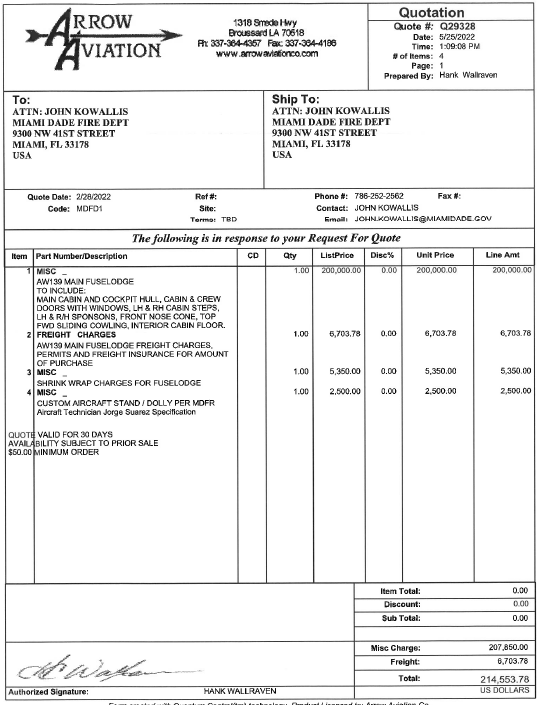 ARROW
AVIATION
1318 Smede Hwy
Broussard LA 70518
Ph: 337-364-4357 Fax: 337-364-4186
www.arrowaviationco.com
Quotation
Quote #: Q29328
Date: 5/25/2022
Time: 1:09:08 PM
# of Items: 4
Page: 1
Prepared By: Hank Wallraven
To:
ATTN: JOHN KOWALLIS
MIAMI DADE FIRE DEPT
9300 NW 41ST STREET
MIAMI, FL 33178
USA
Ship To:
ATTN: JOHN KOWALLIS
MIAMI DADE FIRE DEPT
9300 NW 41ST STREET
MIAMI, FL 33178
USA
Quote Date: 2/28/2022 Ref#: Phone #: 786-252-2562 Fax #:
Code: MDFD1 Site: Contact: JOHN KOWALLIS
Terms: TBD Email: JOHN.KOWALLIS@MIAMIDADE.GOV
The following is in response to your Request For Quote
Item Part Number/Description CD Qty ListPrice Disc% Unit Price Line Amt
1 MISC _ 1.00 200,000.00 0.00 200,000.00 200,000.00
AW139 MAIN FUSELODGE
TO INCLUDE:
MAIN CABIN AND COCKPIT HULL, CABIN & CREW
DOORS WITH WINDOWS, LH & RH CABIN STEPS,
LH & R/H SPONSONS, FRONT NOSE CONE, TOP
FWD SLIDING COWLING, INTERIOR CABIN FLOOR.
2 FREIGHT CHARGES 1.00 6,703.78 0.00 6,703.78 6,703.78
AW139 MAIN FUSELODGE FREIGHT CHARGES,
PERMITS AND FREIGHT INSURANCE FOR AMOUNT
OF PURCHASE
3 MISC _ 1.00 5,350.00 0.00 5,350.00 5,350.00
SHRINK WRAP CHARGES FOR FUSELODGE
4 MISC _ 1.00 2,500.00 0.00 2,500.00 2,500.00
CUSTOM AIRCRAFT STAND / DOLLY PER MDFR
Aircraft Technician Jorge Suarez Specification
QUOTE VALID FOR 30 DAYS
AVAILABILITY SUBJECT TO PRIOR SALE
$50.00 MINIMUM ORDER
Item Total: 0.00
Discount: 0.00
Sub Total: 0.00
Misc Charge: 207,850.00
Freight: 6,703.78
Total: 214,553.78
US DOLLARS
Authorized Signature: HANK WALLRAVEN